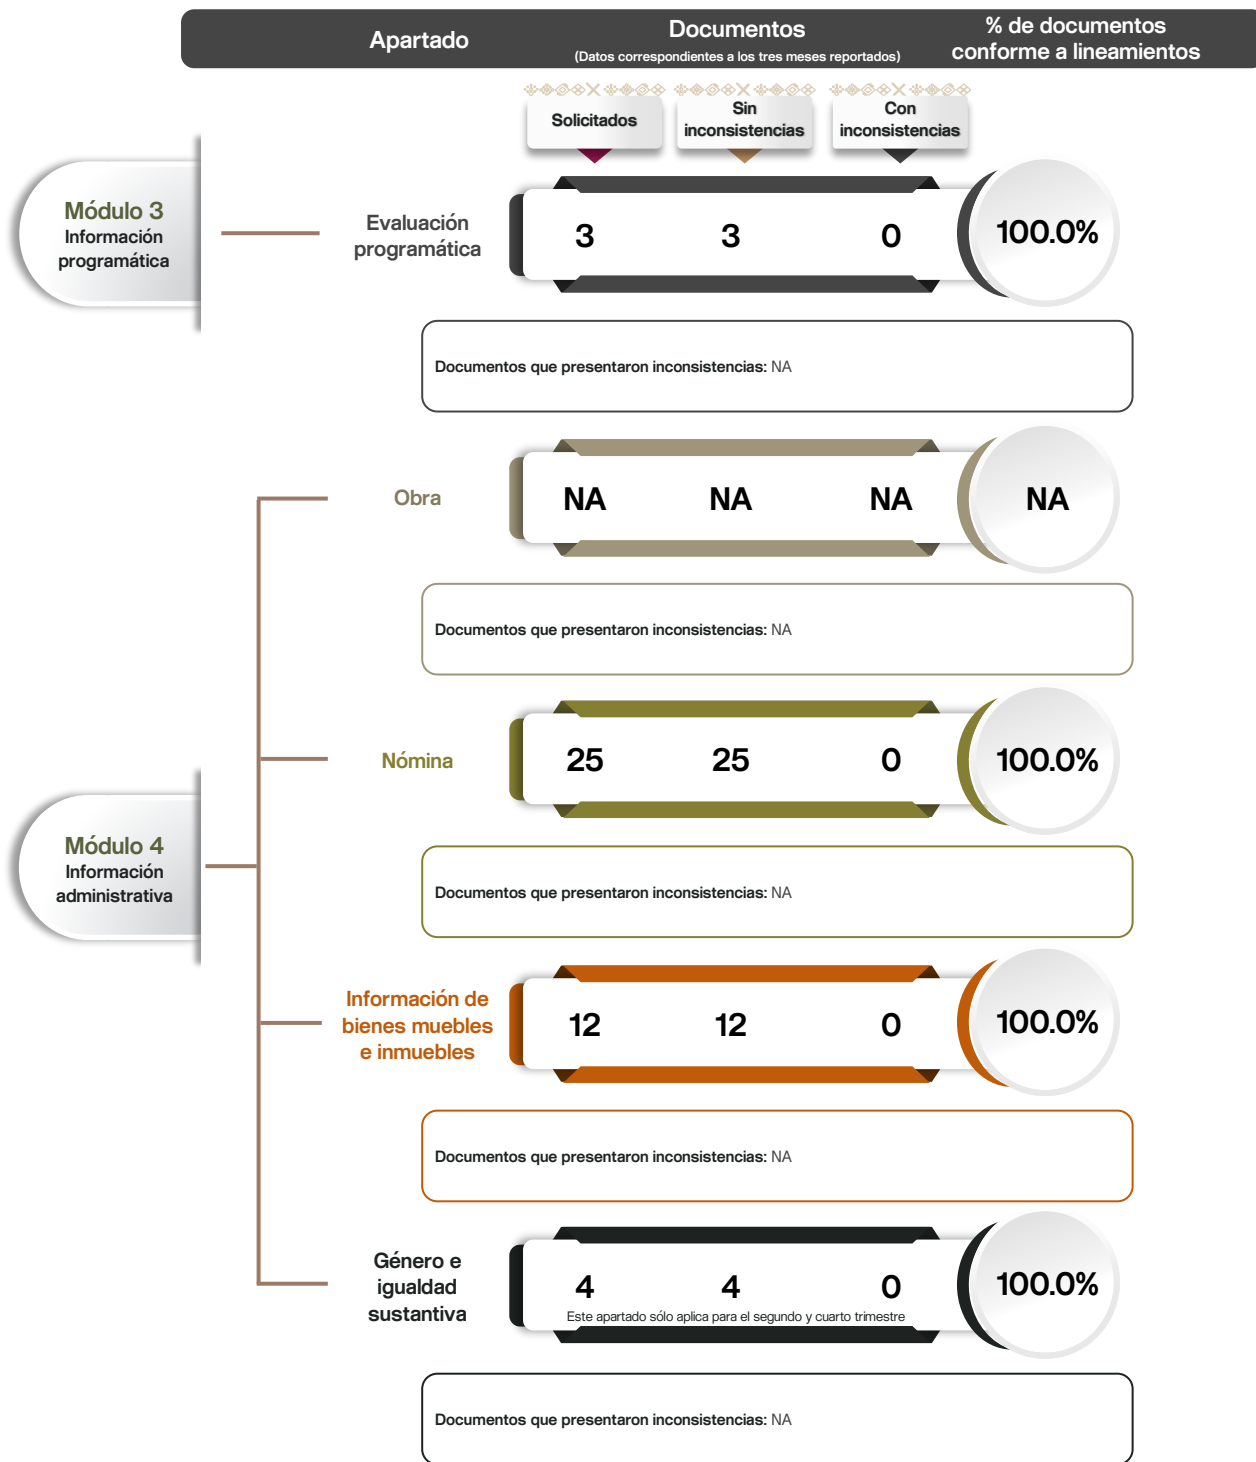 Apartado
Documentos
(Datos correspondientes a los tres meses reportados)
% de documentos
conforme a lineamientos
Solicitados
Sin
inconsistencias
Con
inconsistencias
Módulo 3
Información
programática
Evaluación
programática
3 3 0 100.0%
Documentos que presentaron inconsistencias: NA
Obra
NA NA NA NA
Documentos que presentaron inconsistencias: NA
Módulo 4
Información
administrativa
Nómina
25 25 0 100.0%
Documentos que presentaron inconsistencias: NA
Información de
bienes muebles
e inmuebles
12 12 0 100.0%
Documentos que presentaron inconsistencias: NA
Género e
igualdad
sustantiva
4 4 0 100.0%
Este apartado sólo aplica para el segundo y cuarto trimestre
Documentos que presentaron inconsistencias: NA